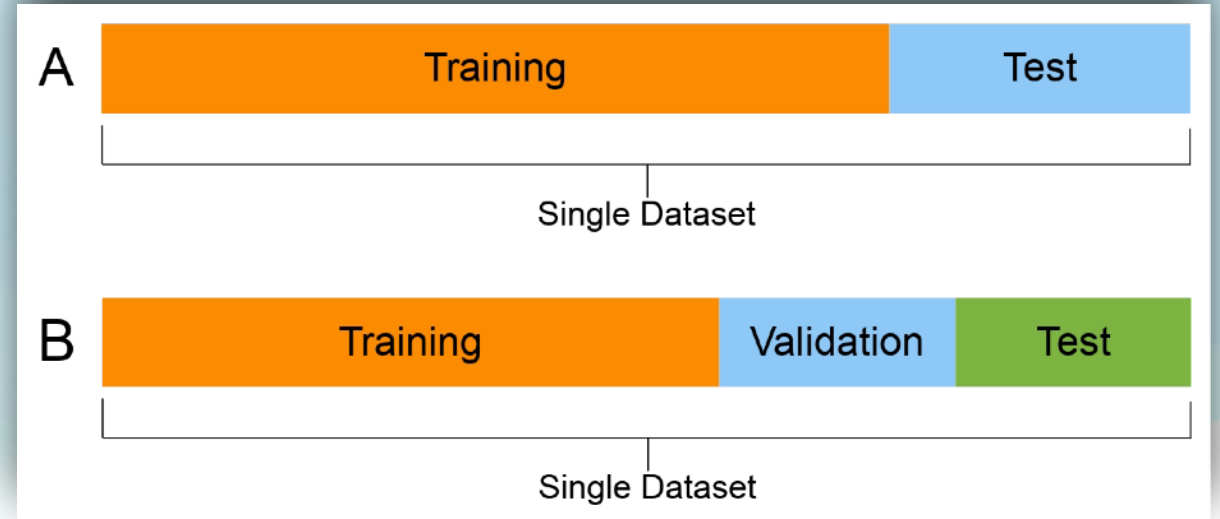 A Training Test
Single Dataset
B Training Validation Test
Single Dataset